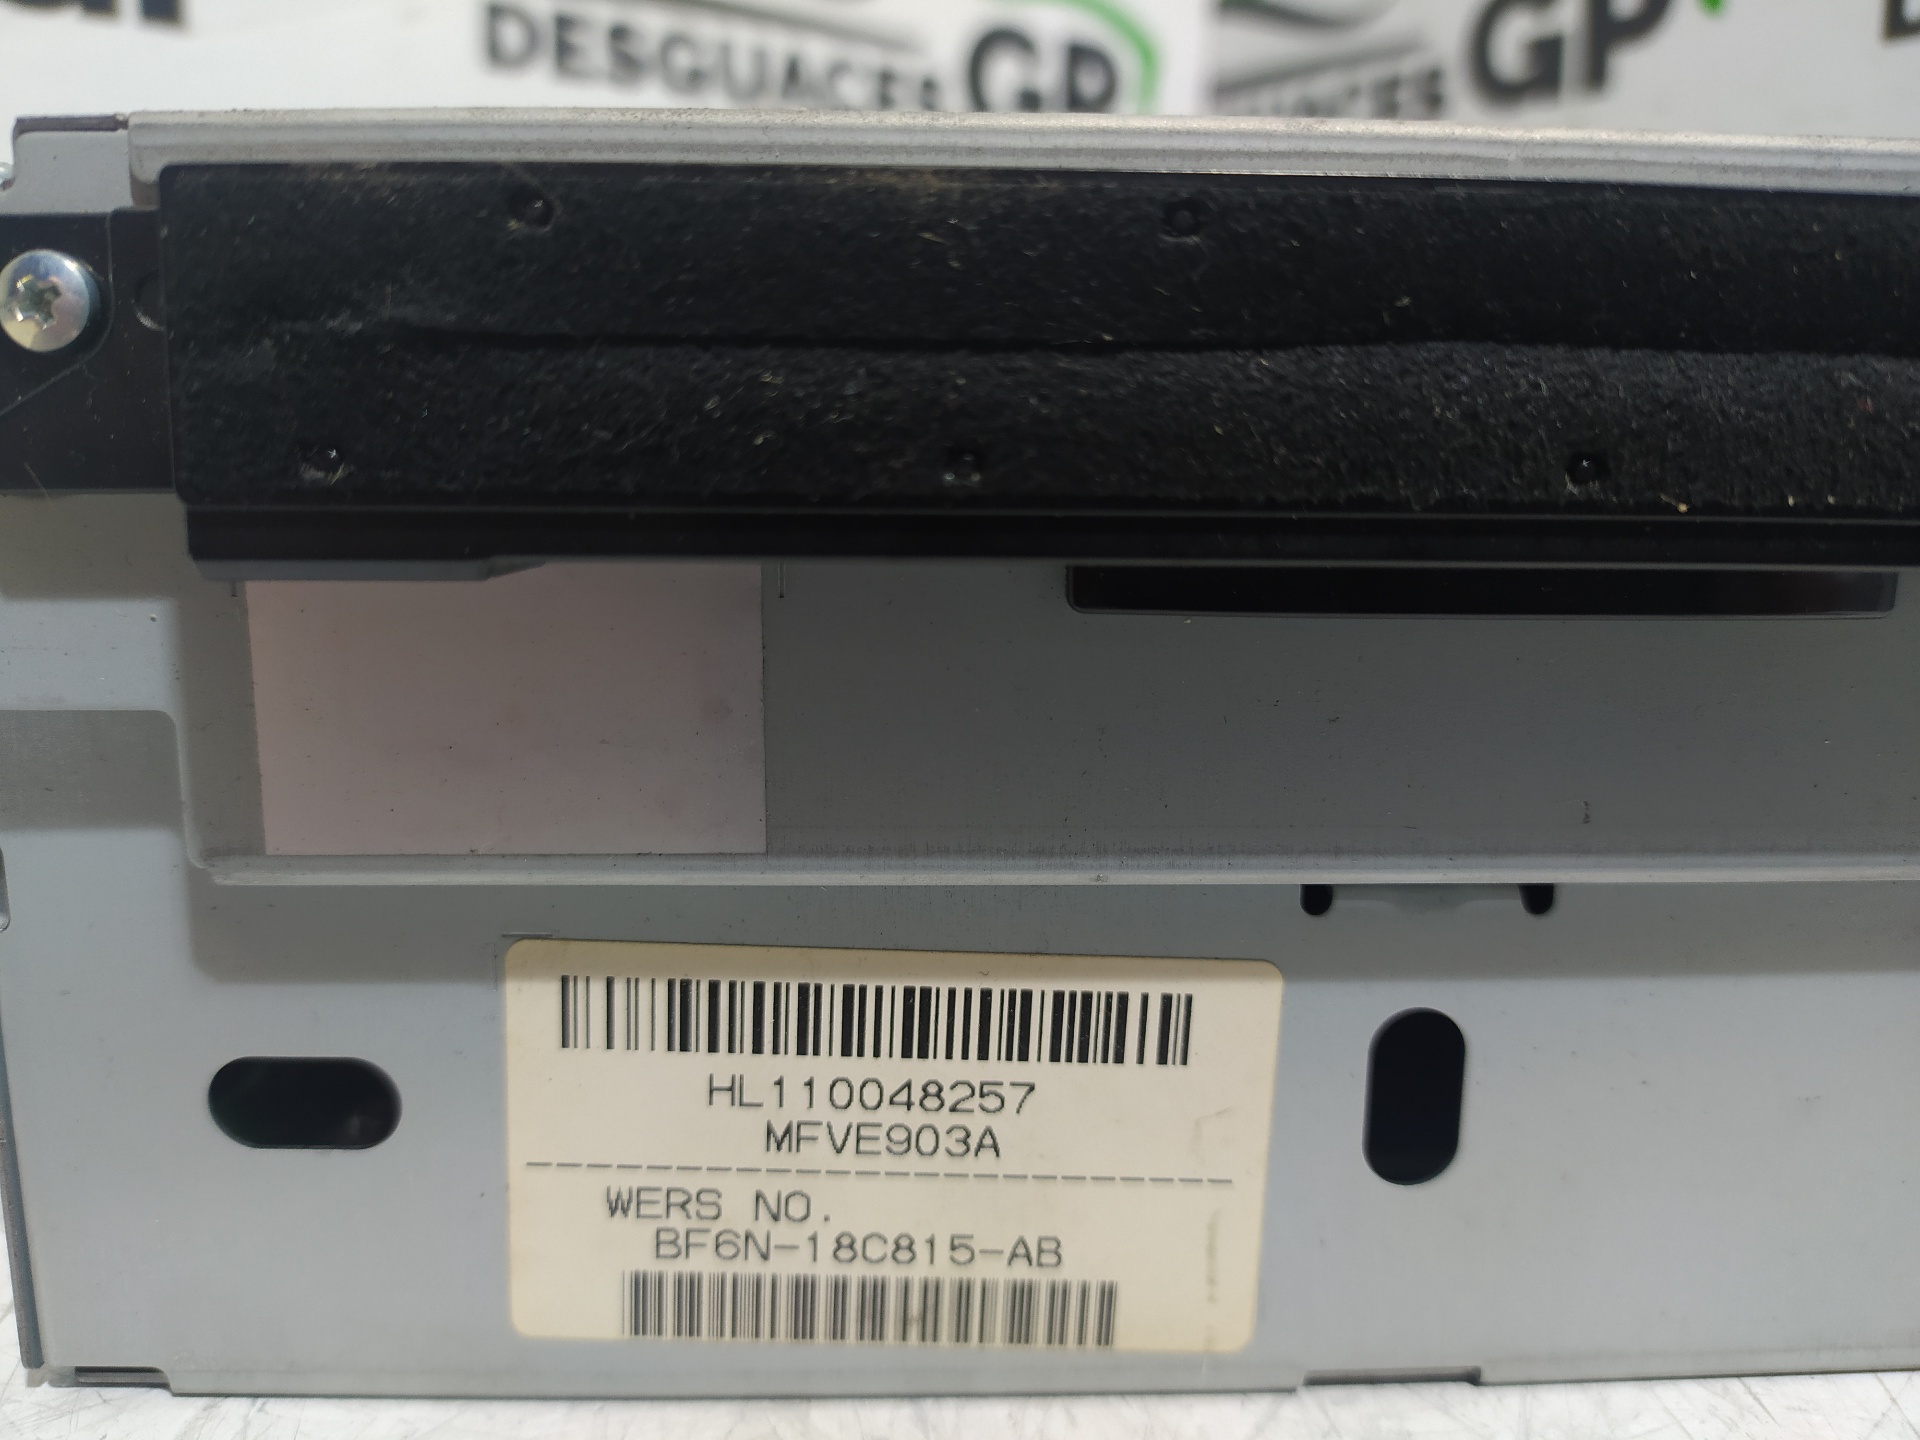 DESGUACES GP
GP
HL110048257
MFVE903A
WERS NO.
BF6N-18C815-AB